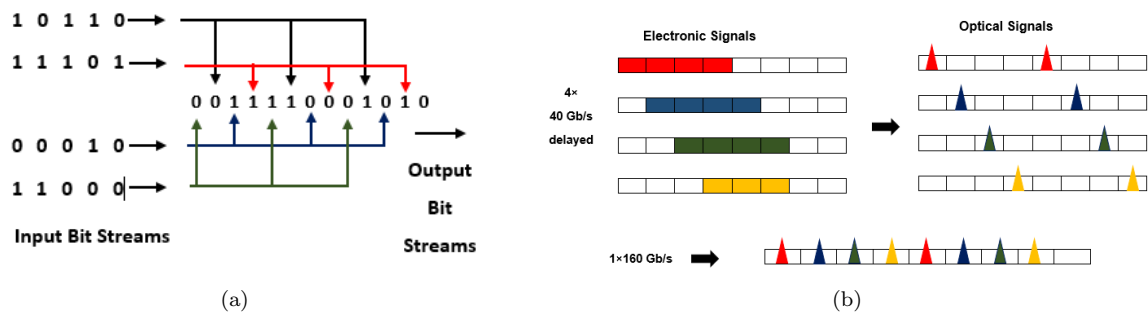 1 0 1 1 0
1 1 1 0 1
0 0 1 1 1 1 0 0 0 1 0 1 0
0 0 0 1 0
1 1 0 0 0
Input Bit Streams
Output
Bit
Streams
(a)
Electronic Signals
Optical Signals
4×
40 Gb/s
delayed
1×160 Gb/s
(b)